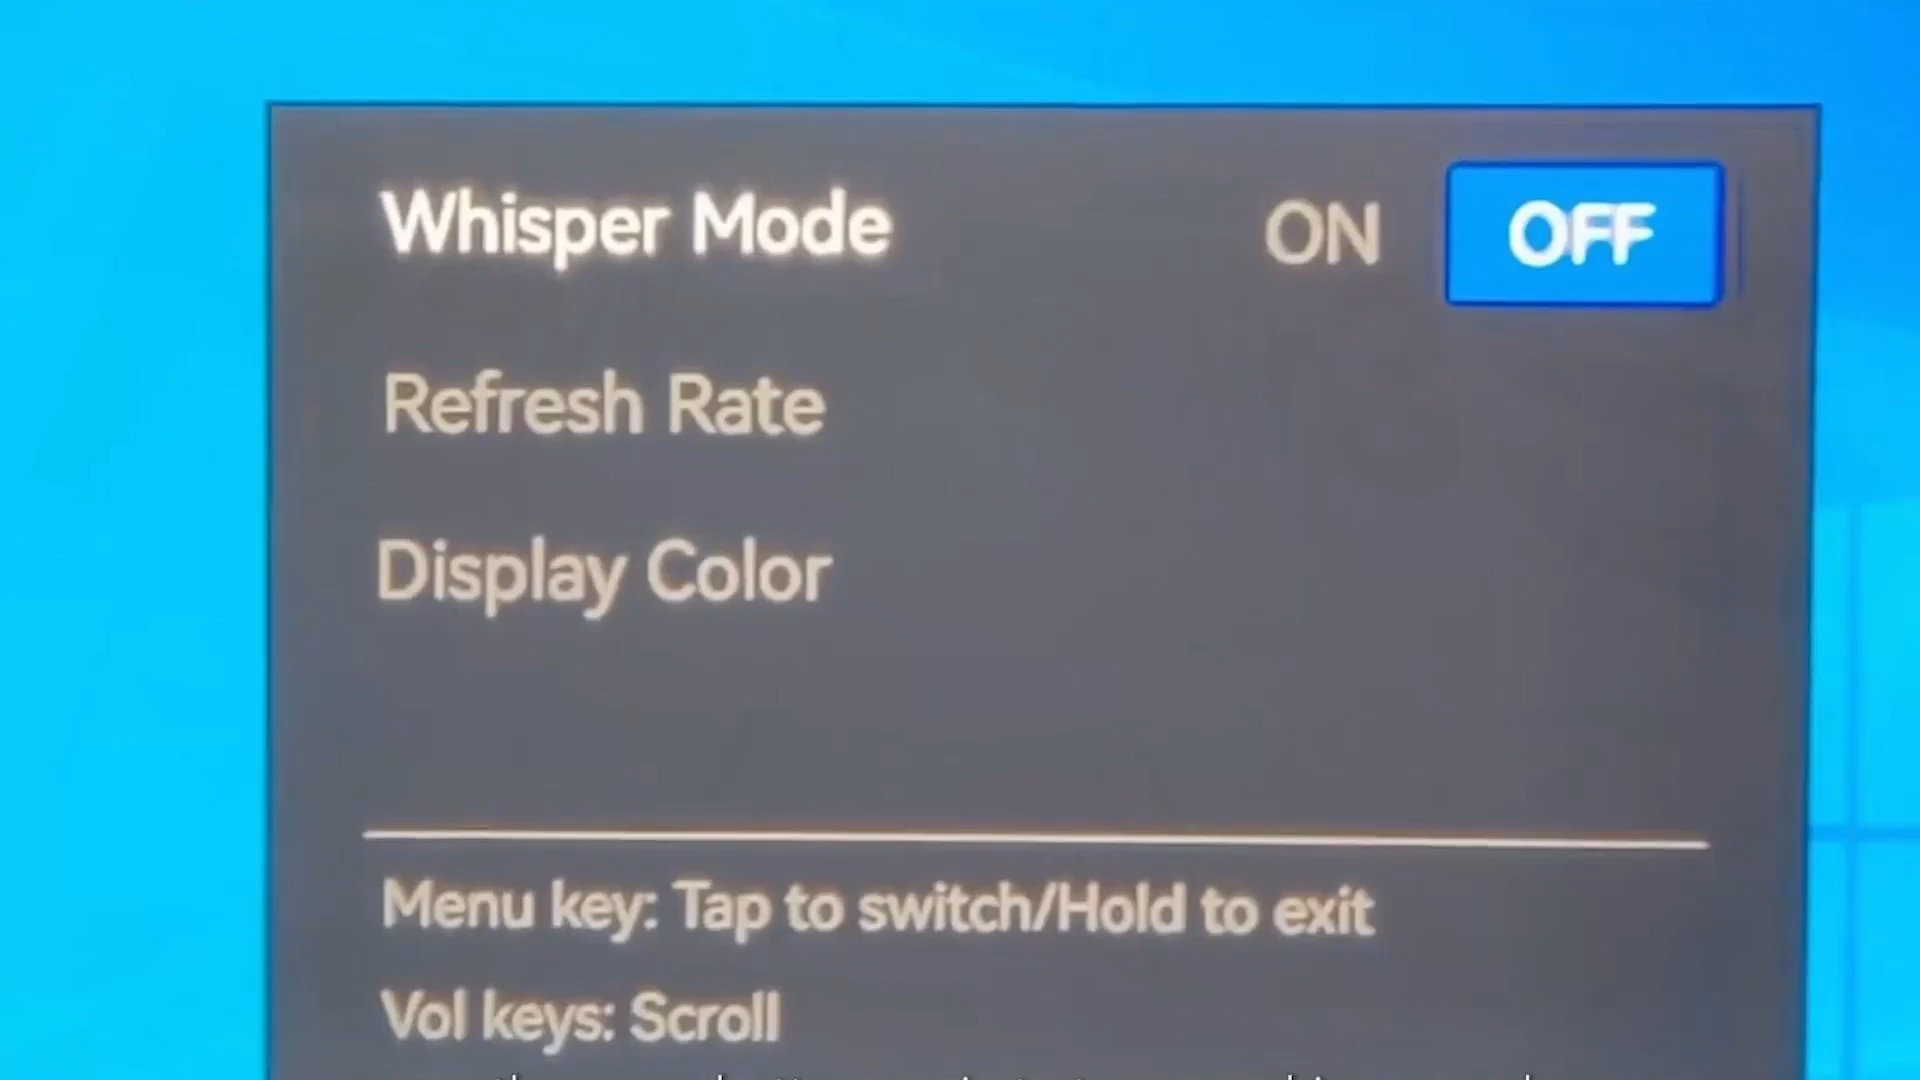 Whisper Mode ON OFF
Refresh Rate
Display Color
Menu key: Tap to switch/Hold to exit
Vol keys: Scroll